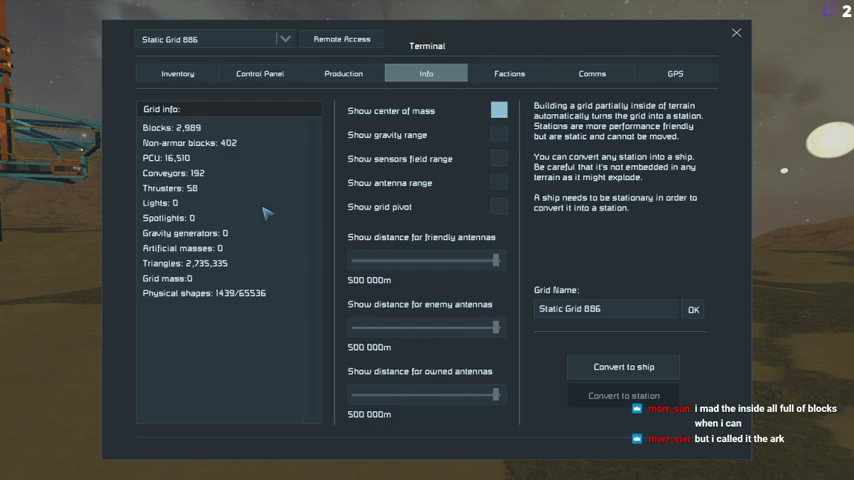 2
Static Grid 886
Remote Access
Terminal
Inventory
Control Panel
Production
Info
Factions
Comms
GPS
Grid info:
Blocks: 2,989
Non-armor blocks: 402
PCU: 16,510
Conveyors: 192
Thrusters: 58
Lights: 0
Spotlights: 0
Gravity generators: 0
Artificial masses: 0
Triangles: 2,735,335
Grid mass:0
Physical shapes: 1439/65536
Show center of mass
Show gravity range
Show sensors field range
Show antenna range
Show grid pivot
Show distance for friendly antennas
500 000m
Show distance for enemy antennas
500 000m
Show distance for owned antennas
500 000m
Building a grid partially inside of terrain
automatically turns the grid into a station.
Stations are more performance friendly
but are static and cannot be moved.
You can convert any station into a ship.
Be careful that it's not embedded in any
terrain as it might explode.
A ship needs to be stationary in order to
convert it into a station.
Grid Name:
Static Grid 886
OK
Convert to ship
Convert to station
morr_sun i mad the inside all full of blocks
when i can
morr_sun but i called it the ark